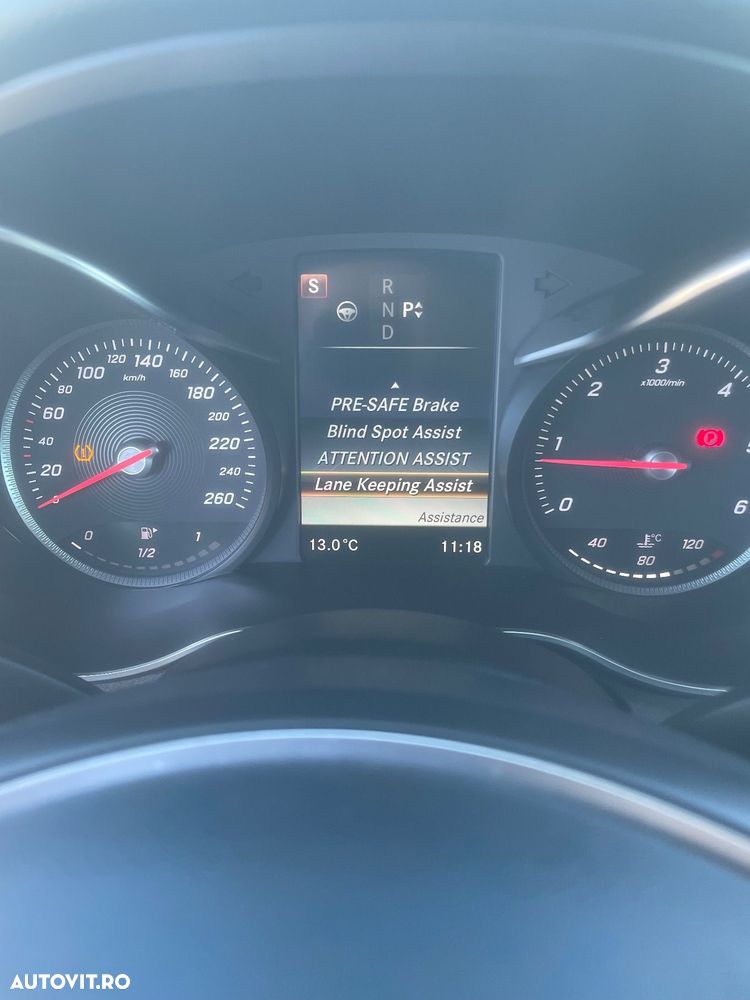 S
R
N P
D
PRE-SAFE Brake
Blind Spot Assist
ATTENTION ASSIST
Lane Keeping Assist
Assistance
13.0°C 11:18
0 20 40 60 80 100 120 140 160 180 200 220 240 260
km/h
0 1/2 1
0 1 2 3 4 6
x1000/min
P
°C
40 80 120
AUTOVIT.RO